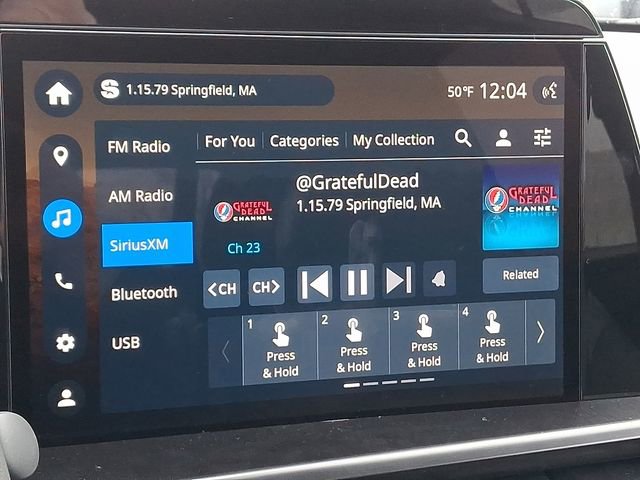 1.15.79 Springfield, MA
50°F 12:04
FM Radio
AM Radio
SiriusXM
Bluetooth
USB
For You Categories My Collection
GRATEFUL
DEAD
CHANNEL
@GratefulDead
1.15.79 Springfield, MA
Ch 23
GRATEFUL
DEAD
CHANNEL
<CH CH>
Related
1
Press
& Hold
2
Press
& Hold
3
Press
& Hold
4
Press
& Hold